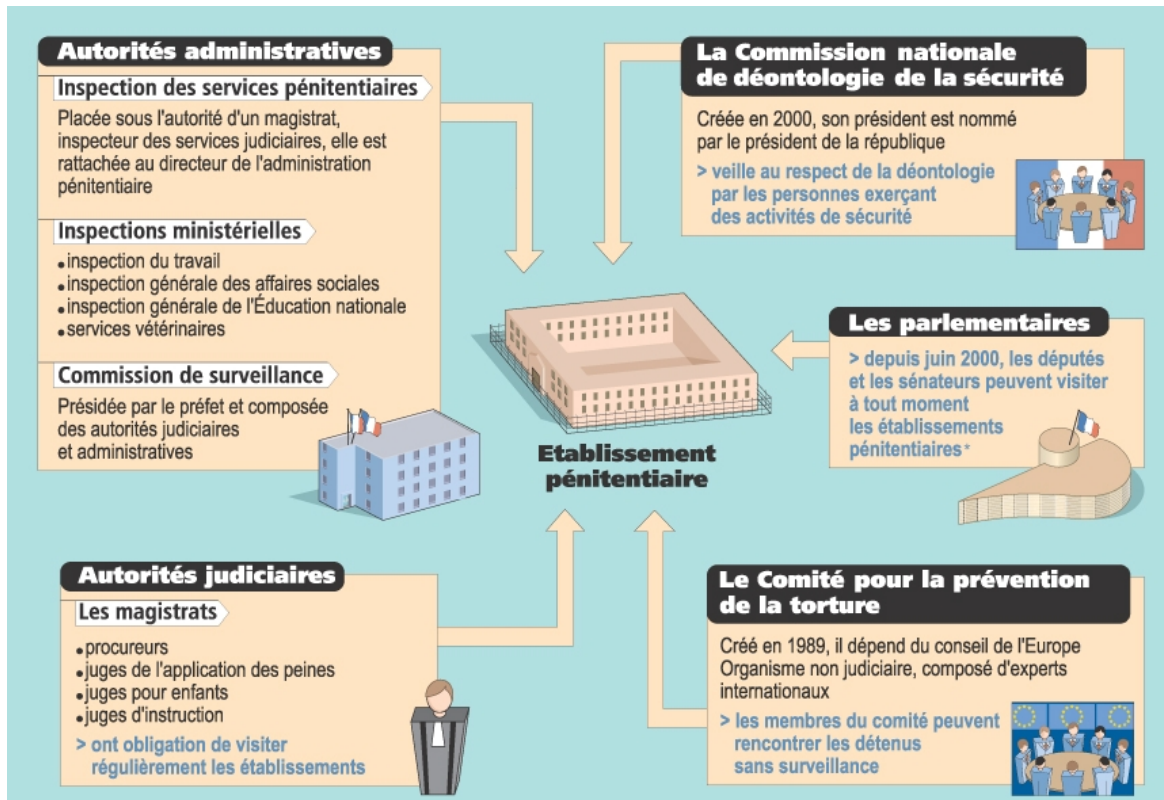 Autorités administratives
Inspection des services pénitentiaires
Placée sous l'autorité d'un magistrat,
inspecteur des services judiciaires, elle est
rattachée au directeur de l'administration
pénitentiaire
Inspections ministérielles
•inspection du travail
•inspection générale des affaires sociales
•inspection générale de l'Éducation nationale
•services vétérinaires
Commission de surveillance
Présidée par le préfet et composée
des autorités judiciaires
et administratives
La Commission nationale
de déontologie de la sécurité
Créée en 2000, son président est nommé
par le président de la république
> veille au respect de la déontologie
par les personnes exerçant
des activités de sécurité
Les parlementaires
> depuis juin 2000, les députés
et les sénateurs peuvent visiter
à tout moment
les établissements
pénitentiaires*
Etablissement
pénitentiaire
Autorités judiciaires
Les magistrats
•procureurs
•juges de l'application des peines
•juges pour enfants
•juges d'instruction
> ont obligation de visiter
régulièrement les établissements
Le Comité pour la prévention
de la torture
Créé en 1989, il dépend du conseil de l'Europe
Organisme non judiciaire, composé d'experts
internationaux
> les membres du comité peuvent
rencontrer les détenus
sans surveillance